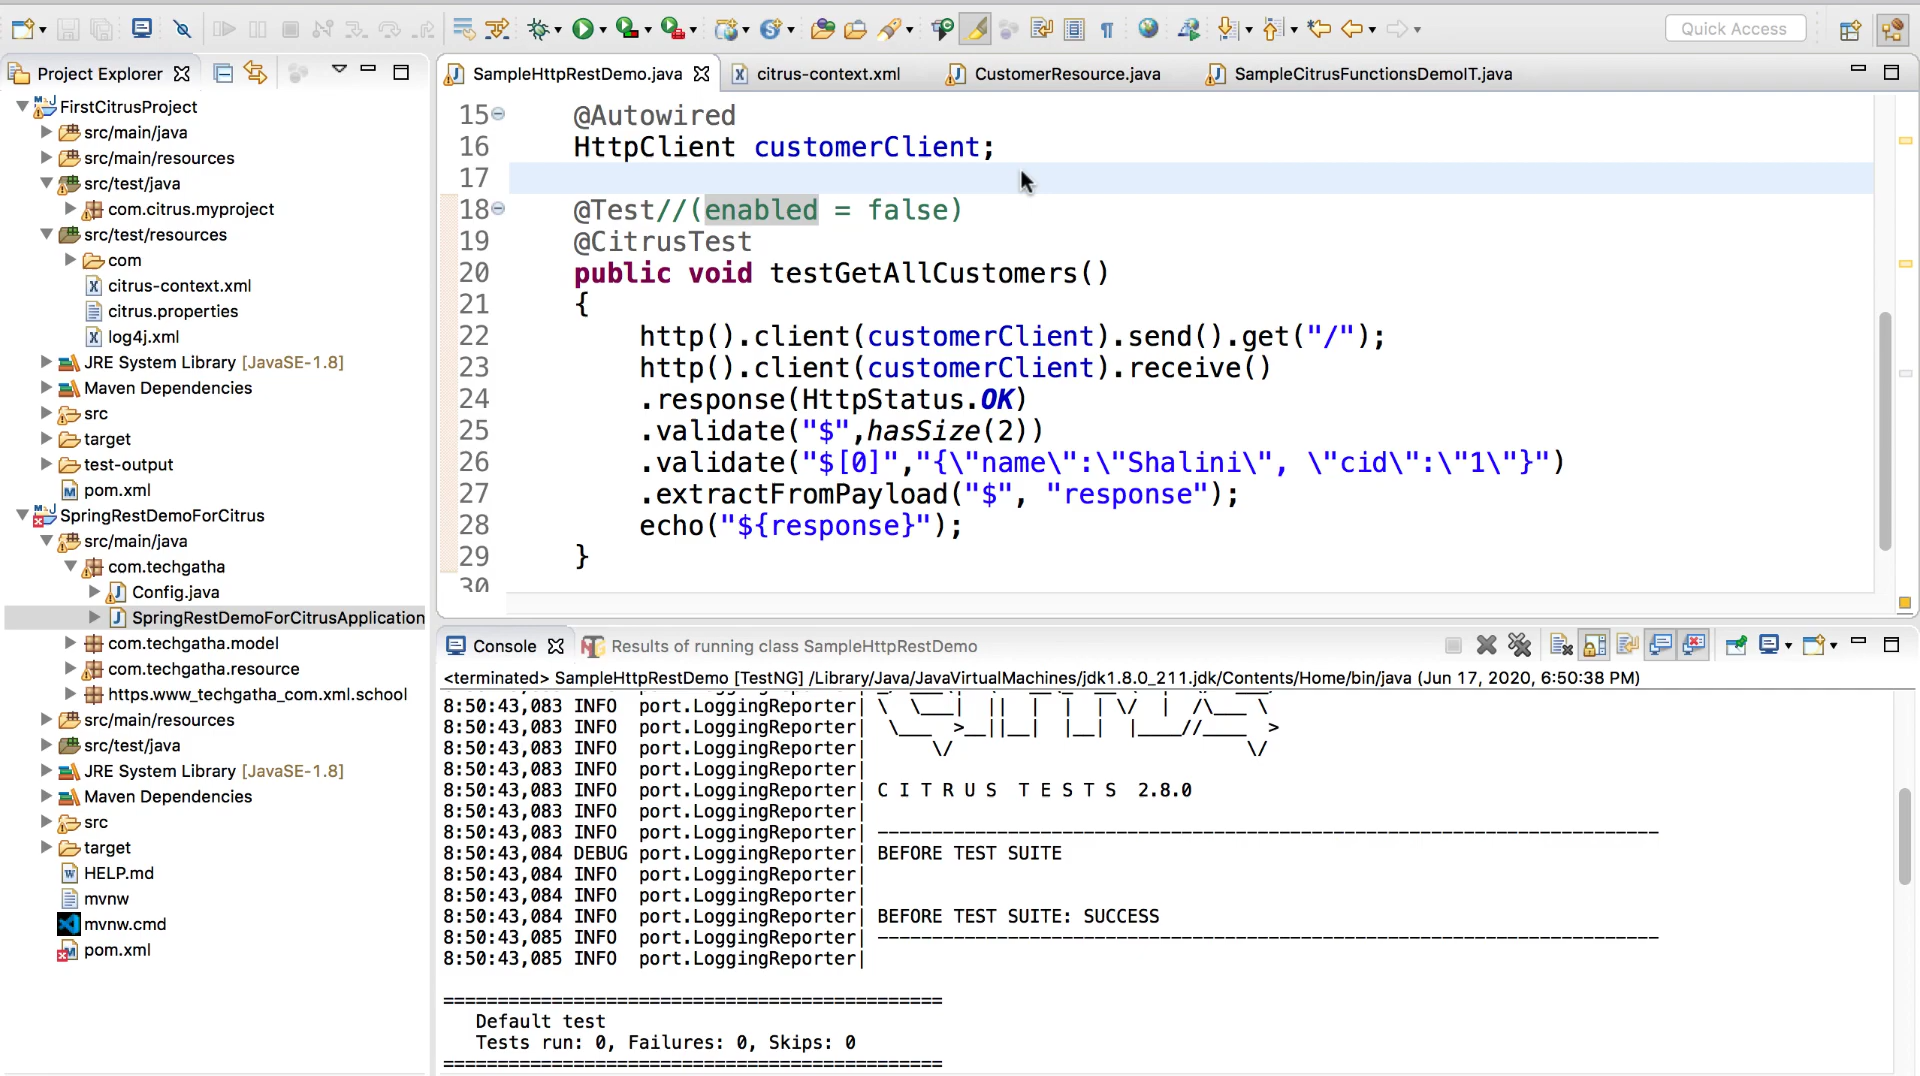 Quick Access
Project Explorer
FirstCitrusProject
src/main/java
src/main/resources
src/test/java
com.citrus.myproject
src/test/resources
com
citrus-context.xml
citrus.properties
log4j.xml
JRE System Library [JavaSE-1.8]
Maven Dependencies
src
target
test-output
pom.xml
SpringRestDemoForCitrus
src/main/java
com.techgatha
Config.java
SpringRestDemoForCitrusApplication
com.techgatha.model
com.techgatha.resource
https.www_techgatha_com.xml.school
src/main/resources
src/test/java
JRE System Library [JavaSE-1.8]
Maven Dependencies
src
target
HELP.md
mvnw
mvnw.cmd
pom.xml
SampleHttpRestDemo.java
citrus-context.xml
CustomerResource.java
SampleCitrusFunctionsDemoIT.java
15 @Autowired
16 HttpClient customerClient;
17
18 @Test//(enabled = false)
19 @CitrusTest
20 public void testGetAllCustomers()
21 {
22 http().client(customerClient).send().get("/");
23 http().client(customerClient).receive()
24 .response(HttpStatus.OK)
25 .validate("$",hasSize(2))
26 .validate("$[0]","{\"name\":\"Shalini\", \"cid\":\"1\"}")
27 .extractFromPayload("$", "response");
28 echo("${response}");
29 }
30
Console
Results of running class SampleHttpRestDemo
<terminated> SampleHttpRestDemo [TestNG] /Library/Java/JavaVirtualMachines/jdk1.8.0_211.jdk/Contents/Home/bin/java (Jun 17, 2020, 6:50:38 PM)
8:50:43,083 INFO port.LoggingReporter| \ \___| || | | | \/ | /\___ \
8:50:43,083 INFO port.LoggingReporter| \___ >__||__| |__| |____//____ >
8:50:43,083 INFO port.LoggingReporter| \/ \/
8:50:43,083 INFO port.LoggingReporter|
8:50:43,083 INFO port.LoggingReporter| C I T R U S T E S T S 2.8.0
8:50:43,083 INFO port.LoggingReporter|
8:50:43,083 INFO port.LoggingReporter| ------------------------------------------------------------------------
8:50:43,084 DEBUG port.LoggingReporter| BEFORE TEST SUITE
8:50:43,084 INFO port.LoggingReporter|
8:50:43,084 INFO port.LoggingReporter|
8:50:43,084 INFO port.LoggingReporter| BEFORE TEST SUITE: SUCCESS
8:50:43,085 INFO port.LoggingReporter| ------------------------------------------------------------------------
8:50:43,085 INFO port.LoggingReporter|
===============================================
Default test
Tests run: 0, Failures: 0, Skips: 0
===============================================